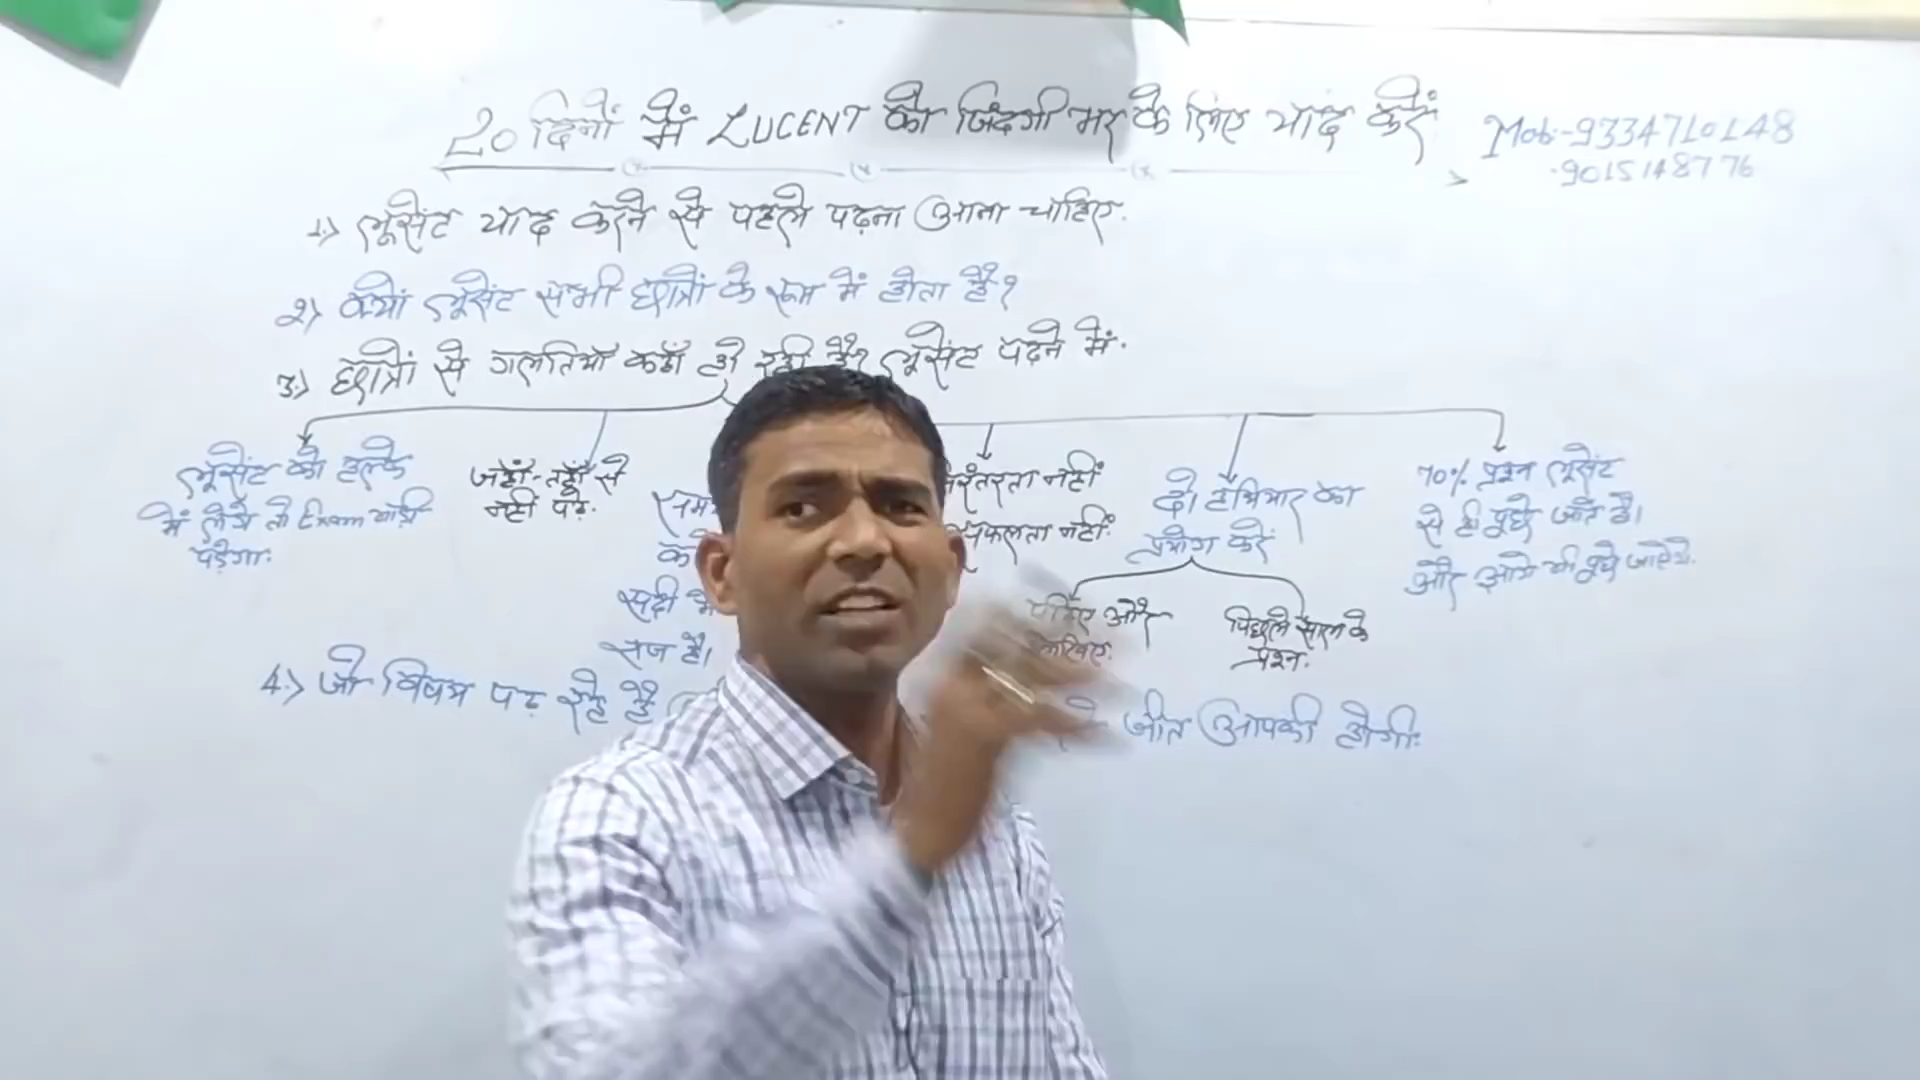 20 दिनों में LUCENT को जिंदगी भर के लिए याद करें
Mob:-9334710148
-9015148776
1.) लूसेंट याद करने से पहले पढ़ना आना चाहिए.
2.) क्यों लूसेंट सभी छात्रों के रूम में होता है?
3.) छात्रों से गलतियाँ कहाँ हो रही है? लूसेंट पढ़ने में.
लूसेंट को हल्के
में लेंगे तो Exam भारी
पड़ेगा.
जहाँ-तहाँ से
नहीं पढ़ें.
सही
राज है।
निरंतरता नहीं
सफलता नहीं.
दो हथियार का
प्रयोग करें
पढ़िए और
लिखिए.
पिछले साल के
प्रश्न.
70% प्रश्न लूसेंट
से ही पूछे जाते है।
और आगे भी पूछे जाएंगे.
4.) जो विषय पढ़ रहे है
जीत आपकी होगी.